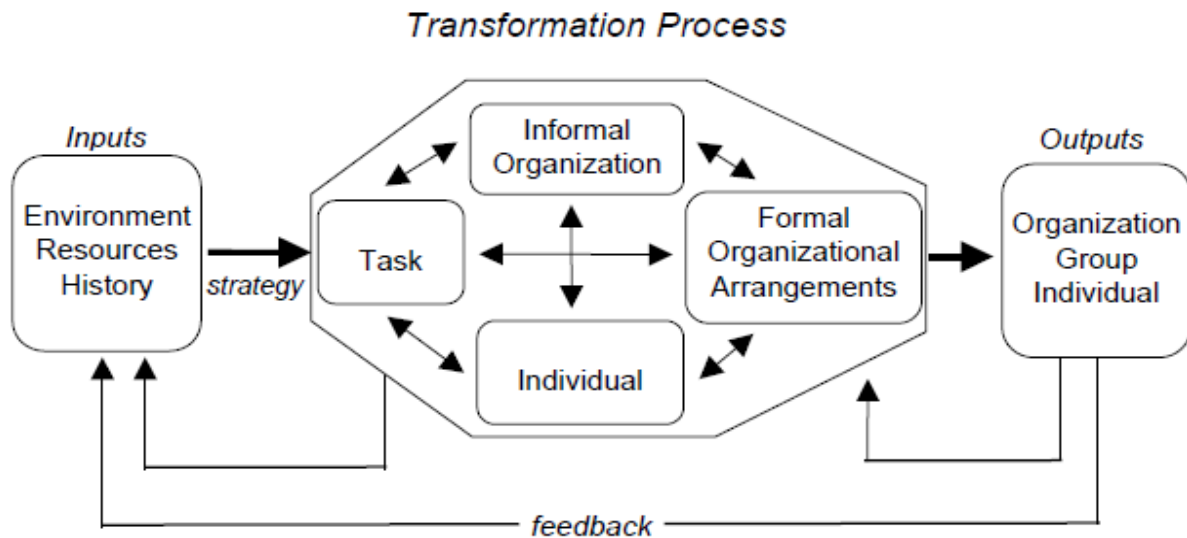 Transformation Process
Inputs
Environment
Resources
History
strategy
Informal
Organization
Task
Formal
Organizational
Arrangements
Individual
Outputs
Organization
Group
Individual
feedback